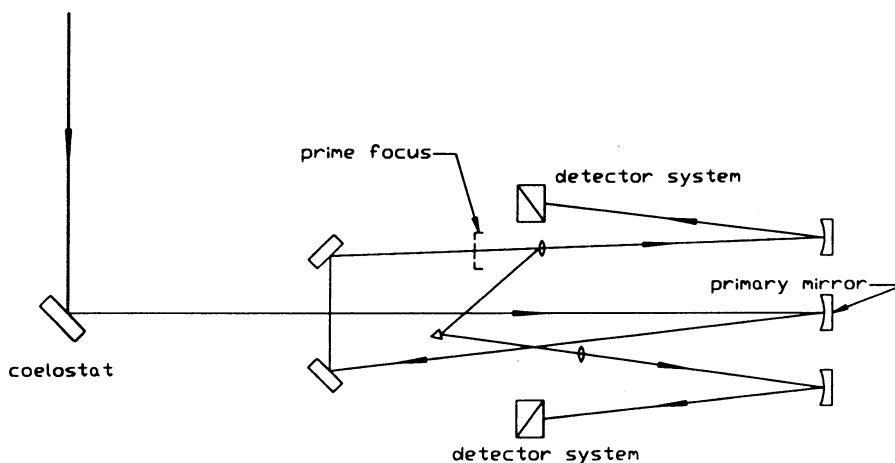 prime focus
detector system
primary mirror
coelostat
detector system